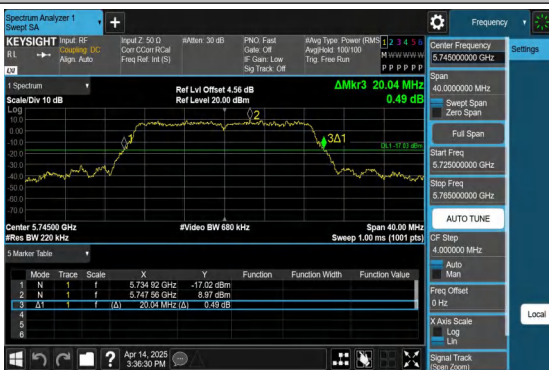 Spectrum Analyzer 1
Swept SA
Frequency
KEYSIGHT Input: RF Input Z: 50 Ω #Atten: 30 dB PNO: Fast #Avg Type: Power (RMS 1 2 3 4 5 6
RL Coupling: DC Corr CCorr RCal Gate: Off Avg|Hold: 100/100 M W W W W W
Align: Auto Freq Ref: Int (S) IF Gain: Low Trig: Free Run
Sig Track: Off P P P P P P
1 Spectrum
Scale/Div 10 dB
Ref Lvl Offset 4.56 dB
Ref Level 20.00 dBm
ΔMkr3 20.04 MHz
0.49 dB
Log
10.0
0.00
-10.0
-20.0
-30.0
-40.0
-50.0
-60.0
-70.0
1
2
3Δ1
DL1 -17.03 dBm
Center 5.74500 GHz #Video BW 680 kHz Span 40.00 MHz
#Res BW 220 kHz Sweep 1.00 ms (1001 pts)
5 Marker Table
Mode Trace Scale X Y Function Function Width Function Value
1 N 1 f 5.734 92 GHz -17.02 dBm
2 N 1 f 5.747 56 GHz 8.97 dBm
3 Δ1 1 f (Δ) 20.04 MHz (Δ) 0.49 dB
4
5
6
Apr 14, 2025
3:36:30 PM
Center Frequency
5.745000000 GHz
Settings
Span
40.0000000 MHz
Swept Span
Zero Span
Full Span
Start Freq
5.725000000 GHz
Stop Freq
5.765000000 GHz
AUTO TUNE
CF Step
4.000000 MHz
Auto
Man
Freq Offset
0 Hz
X Axis Scale
Log
Lin
Local
Signal Track
(Span Zoom)